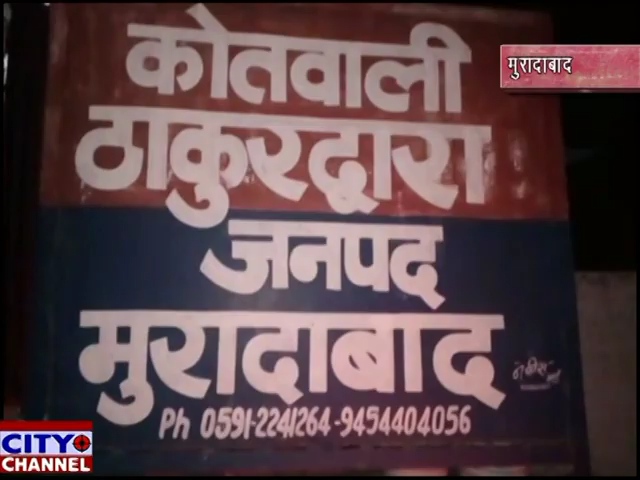 कोतवाली
मुरादाबाद
ठाकुरद्वारा
जनपद
मुरादाबाद
Ph 0591-2241264-9454404056
CITY
CHANNEL